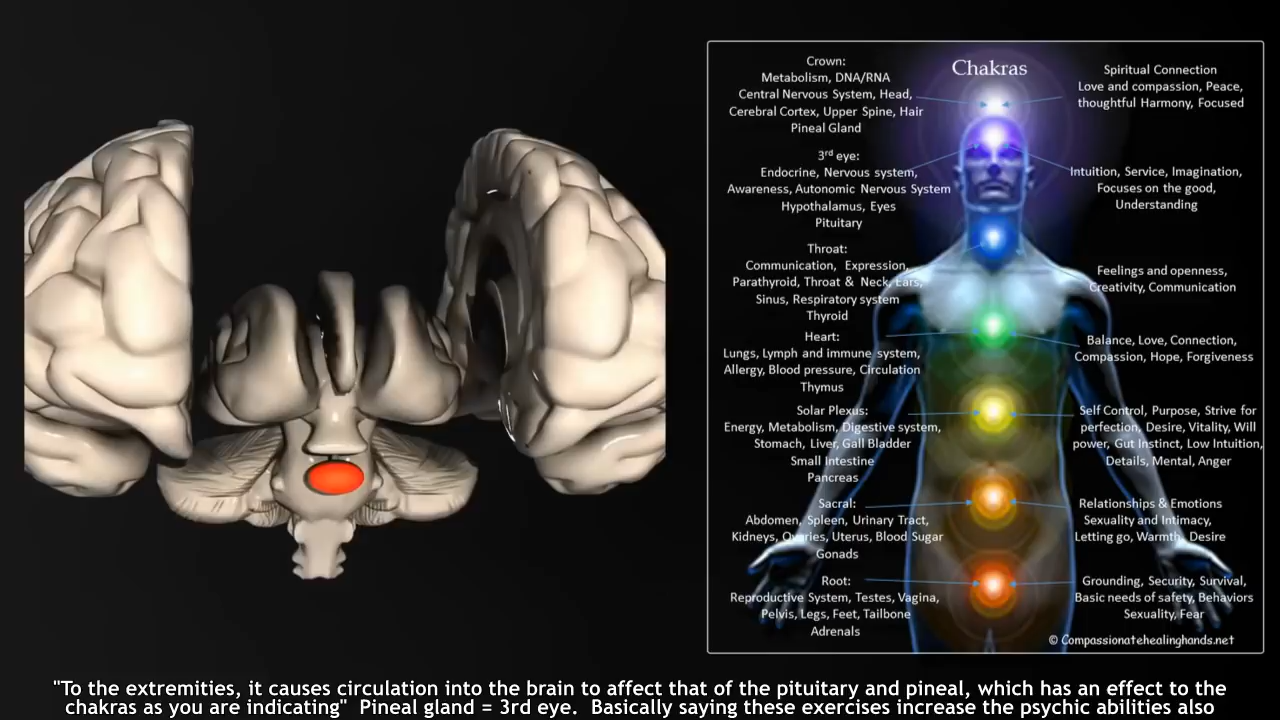 Chakras
Crown:
Metabolism, DNA/RNA
Central Nervous System, Head,
Cerebral Cortex, Upper Spine, Hair
Pineal Gland
Spiritual Connection
Love and compassion, Peace,
thoughtful Harmony, Focused
3rd eye:
Endocrine, Nervous system,
Awareness, Autonomic Nervous System
Hypothalamus, Eyes
Pituitary
Intuition, Service, Imagination,
Focuses on the good,
Understanding
Throat:
Communication, Expression,
Parathyroid, Throat & Neck, Ears,
Sinus, Respiratory system
Thyroid
Feelings and openness,
Creativity, Communication
Heart:
Lungs, Lymph and immune system,
Allergy, Blood pressure, Circulation
Thymus
Balance, Love, Connection,
Compassion, Hope, Forgiveness
Solar Plexus:
Energy, Metabolism, Digestive system,
Stomach, Liver, Gall Bladder
Small Intestine
Pancreas
Self Control, Purpose, Strive for
perfection, Desire, Vitality, Will
power, Gut Instinct, Low Intuition,
Details, Mental, Anger
Sacral:
Abdomen, Spleen, Urinary Tract,
Kidneys, Ovaries, Uterus, Blood Sugar
Gonads
Relationships & Emotions
Sexuality and Intimacy,
Letting go, Warmth, Desire
Root:
Reproductive System, Testes, Vagina,
Pelvis, Legs, Feet, Tailbone
Adrenals
Grounding, Security, Survival,
Basic needs of safety, Behaviors
Sexuality, Fear
© Compassionatehealinghands.net
"To the extremities, it causes circulation into the brain to affect that of the pituitary and pineal, which has an effect to the
chakras as you are indicating" Pineal gland = 3rd eye. Basically saying these exercises increase the psychic abilities also